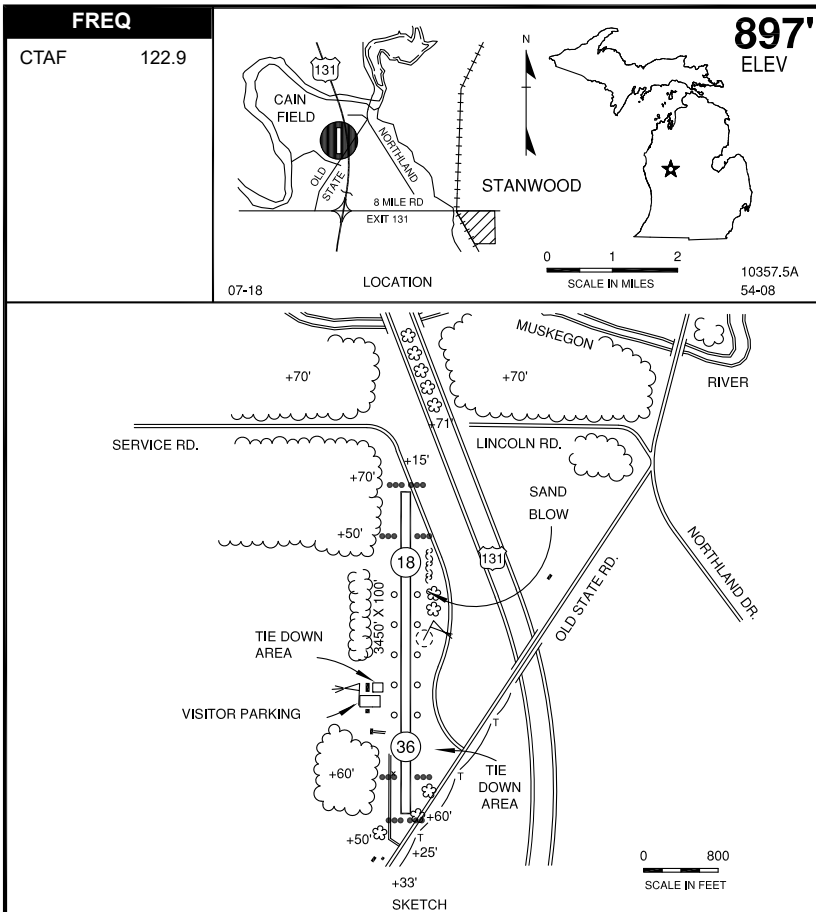 FREQ
CTAF 122.9
131
CAIN
FIELD
OLD
STATE
NORTHLAND
8 MILE RD
EXIT 131
07-18
LOCATION
N
STANWOOD
0 1 2
SCALE IN MILES
897'
ELEV
10357.5A
54-08
MUSKEGON
RIVER
+70'
+70'
+71'
SERVICE RD.
LINCOLN RD.
+15'
+70'
SAND
BLOW
+50'
131
18
3450' X 100'
OLD STATE RD.
NORTHLAND DR.
TIE DOWN
AREA
VISITOR PARKING
36
T
T
TIE
DOWN
AREA
+60'
x
+60'
+50'
T
+25'
+33'
0 800
SCALE IN FEET
SKETCH